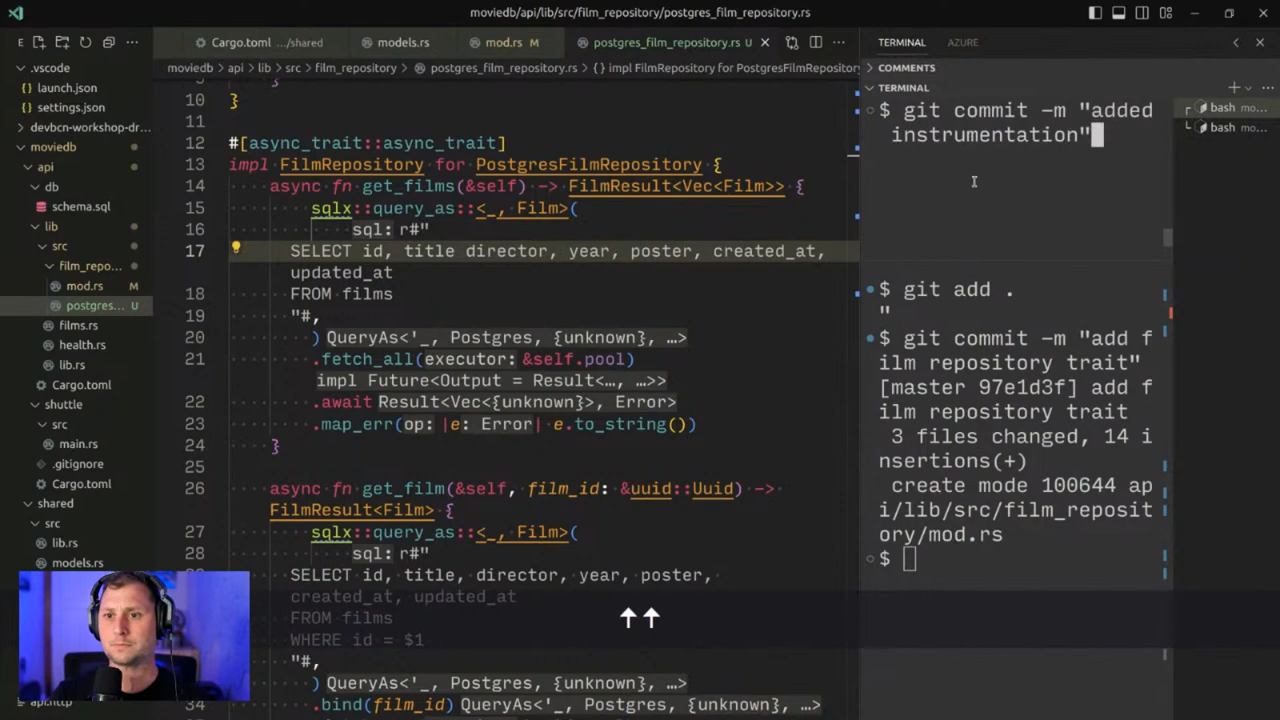 moviedb/api/lib/src/film_repository/postgres_film_repository.rs
E
.vscode
launch.json
settings.json
devbcn-workshop-dr...
moviedb
api
db
schema.sql
lib
src
film_repo...
mod.rs M
postgres... U
films.rs
health.rs
lib.rs
Cargo.toml
shuttle
src
main.rs
.gitignore
Cargo.toml
shared
src
lib.rs
models.rs
api.http
Cargo.toml .../shared
models.rs
mod.rs M
postgres_film_repository.rs U
moviedb > api > lib > src > film_repository > postgres_film_repository.rs > {} impl FilmRepository for PostgresFilmRepository
10 }
11
12 #[async_trait::async_trait]
13 impl FilmRepository for PostgresFilmRepository {
14 async fn get_films(&self) -> FilmResult<Vec<Film>> {
15 sqlx::query_as::<_, Film>(
16 sql: r#"
17 SELECT id, title director, year, poster, created_at,
updated_at
18 FROM films
19 "#,
20 ) QueryAs<'_, Postgres, {unknown}, …>
21 .fetch_all(executor: &self.pool)
impl Future<Output = Result<…, …>>
22 .await Result<Vec<{unknown}>, Error>
23 .map_err(op: |e: Error| e.to_string())
24 }
25
26 async fn get_film(&self, film_id: &uuid::Uuid) ->
FilmResult<Film> {
27 sqlx::query_as::<_, Film>(
28 sql: r#"
SELECT id, title, director, year, poster,
created_at, updated_at
FROM films
WHERE id = $1
"#,
) QueryAs<'_, Postgres, {unknown}, …>
34 .bind(film_id) QueryAs<'_, Postgres, {unknown}, …>
TERMINAL AZURE
COMMENTS
TERMINAL
$ git commit -m "added
instrumentation"
$ git add .
"
$ git commit -m "add f
ilm repository trait"
[master 97e1d3f] add f
ilm repository trait
3 files changed, 14 i
nsertions(+)
create mode 100644 ap
i/lib/src/film_reposit
ory/mod.rs
$
bash mo...
bash mo...